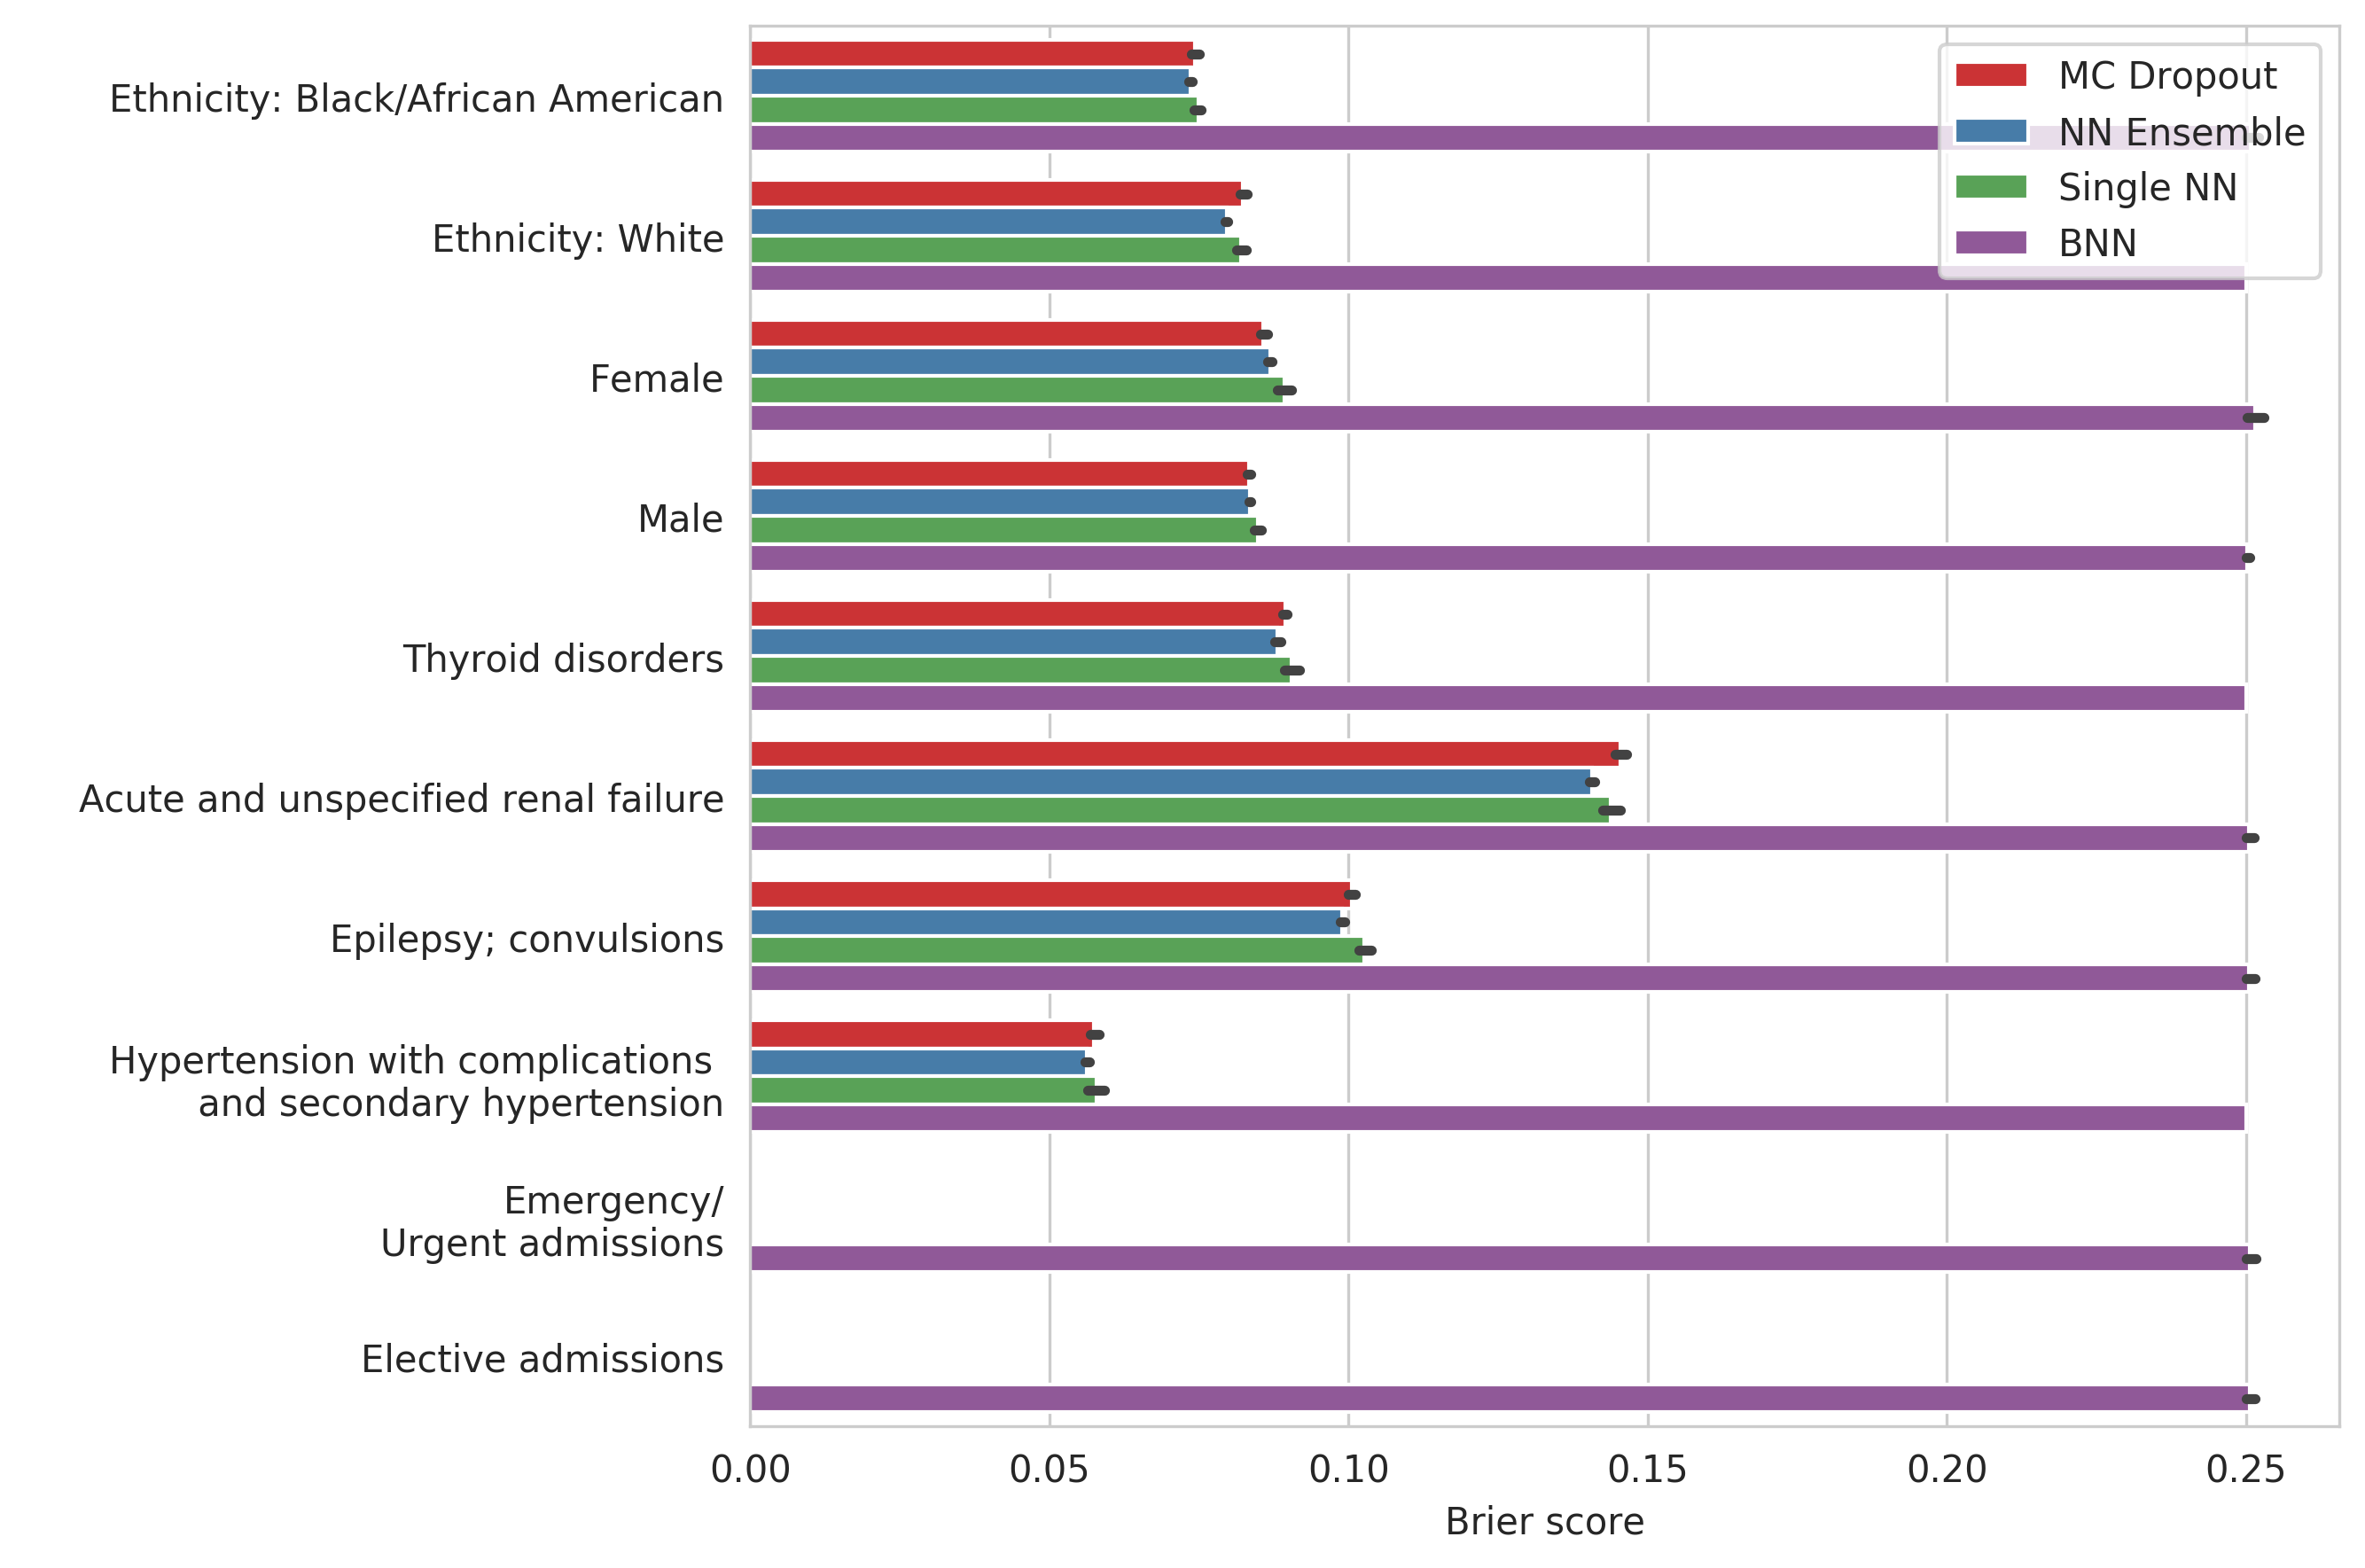 Ethnicity: Black/African American
Ethnicity: White
Female
Male
Thyroid disorders
Acute and unspecified renal failure
Epilepsy; convulsions
Hypertension with complications
and secondary hypertension
Emergency/
Urgent admissions
Elective admissions
MC Dropout
NN Ensemble
Single NN
BNN
0.00 0.05 0.10 0.15 0.20 0.25
Brier score